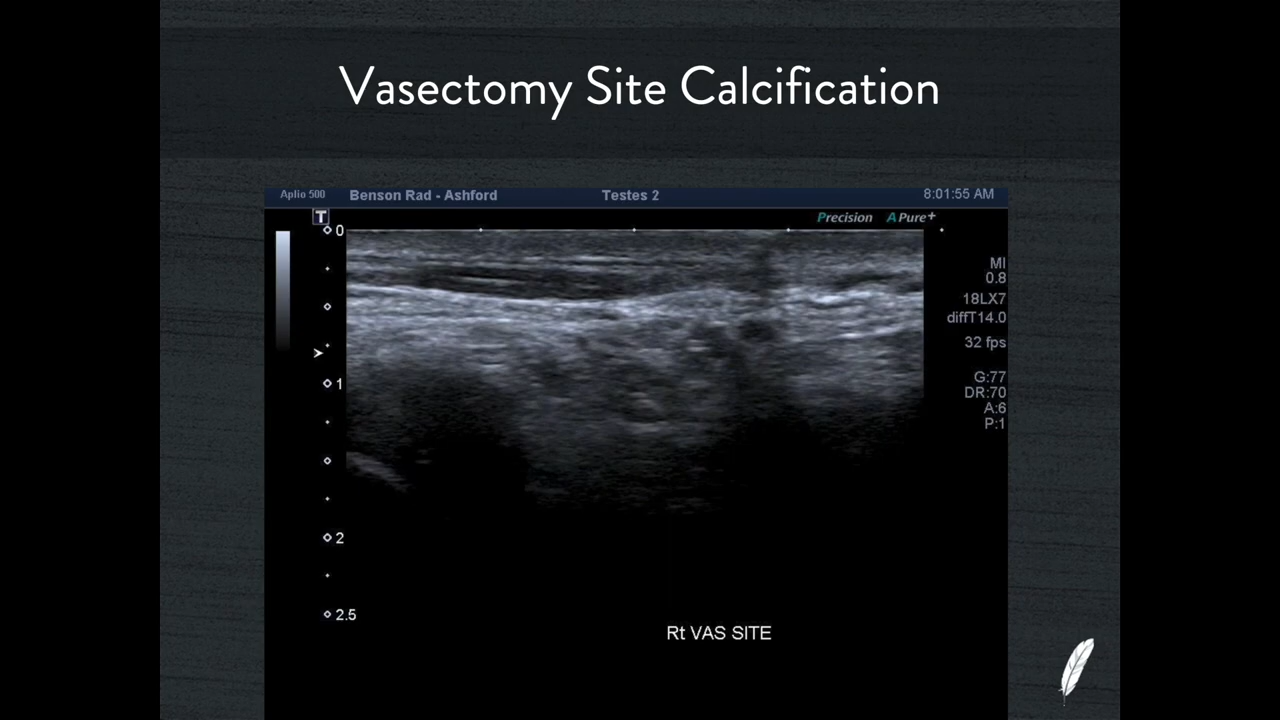 Vasectomy Site Calcification
Aplio 500 Benson Rad - Ashford Testes 2 8:01:55 AM
T
Precision APure+
0
MI
0.8
18LX7
diffT14.0
32 fps
1
G:77
DR:70
A:6
P:1
2
2.5
Rt VAS SITE